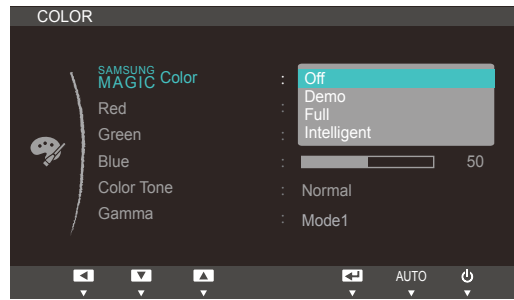 COLOR
SAMSUNG
MAGIC Color : Off
Demo
Full
Intelligent
Red :
Green :
Blue : 50
Color Tone : Normal
Gamma : Mode1
AUTO